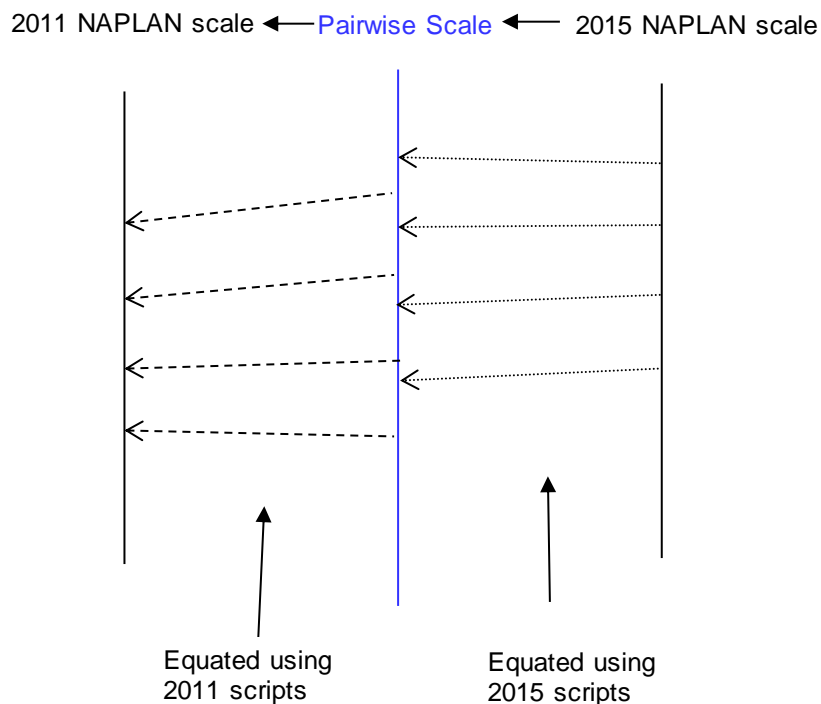 2011 NAPLAN scale Pairwise Scale 2015 NAPLAN scale
Equated using
2011 scripts
Equated using
2015 scripts